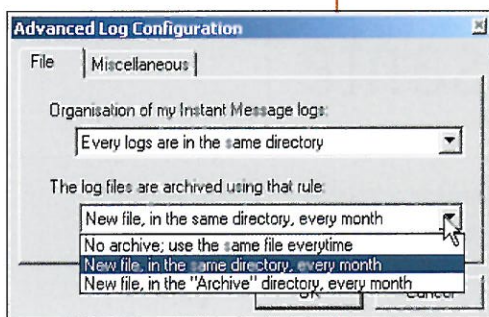 Advanced Log Configuration
File Miscellaneous
Organisation of my Instant Message logs:
Every logs are in the same directory
The log files are archived using that rule:
New file, in the same directory, every month
No archive; use the same file everytime
New file, in the same directory, every month
New file, in the "Archive" directory, every month
OK Cancel